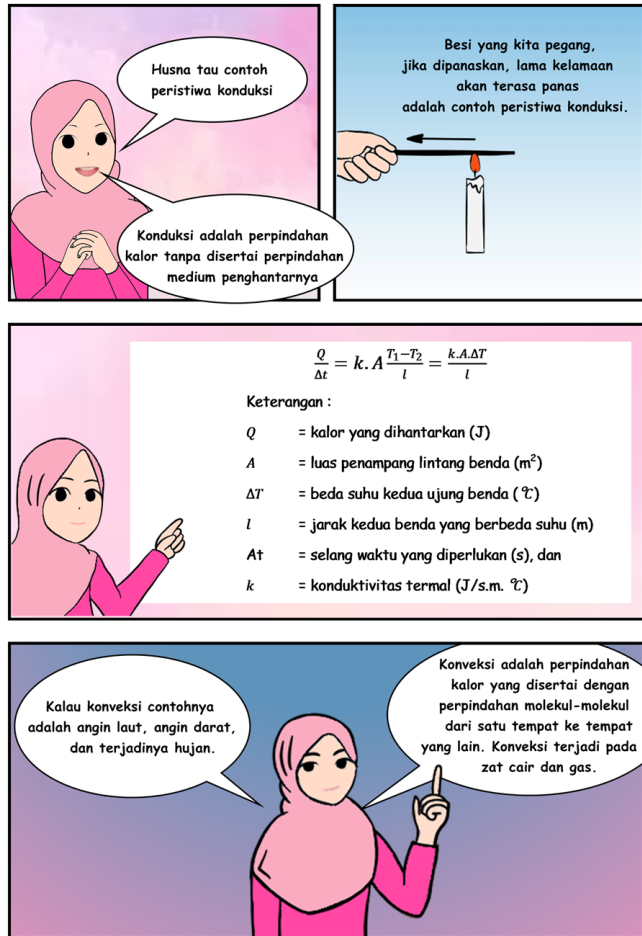 Husna tau contoh
peristiwa konduksi
Konduksi adalah perpindahan
kalor tanpa disertai perpindahan
medium penghantarnya
Besi yang kita pegang,
jika dipanaskan, lama kelamaan
akan terasa panas
adalah contoh peristiwa konduksi.
Q/Δt = k. A T₁−T₂/l = k.A.ΔT/l
Keterangan :
Q = kalor yang dihantarkan (J)
A = luas penampang lintang benda (m²)
ΔT = beda suhu kedua ujung benda ( ℃)
l = jarak kedua benda yang berbeda suhu (m)
At = selang waktu yang diperlukan (s), dan
k = konduktivitas termal (J/s.m. ℃)
Kalau konveksi contohnya
adalah angin laut, angin darat,
dan terjadinya hujan.
Konveksi adalah perpindahan
kalor yang disertai dengan
perpindahan molekul-molekul
dari satu tempat ke tempat
yang lain. Konveksi terjadi pada
zat cair dan gas.